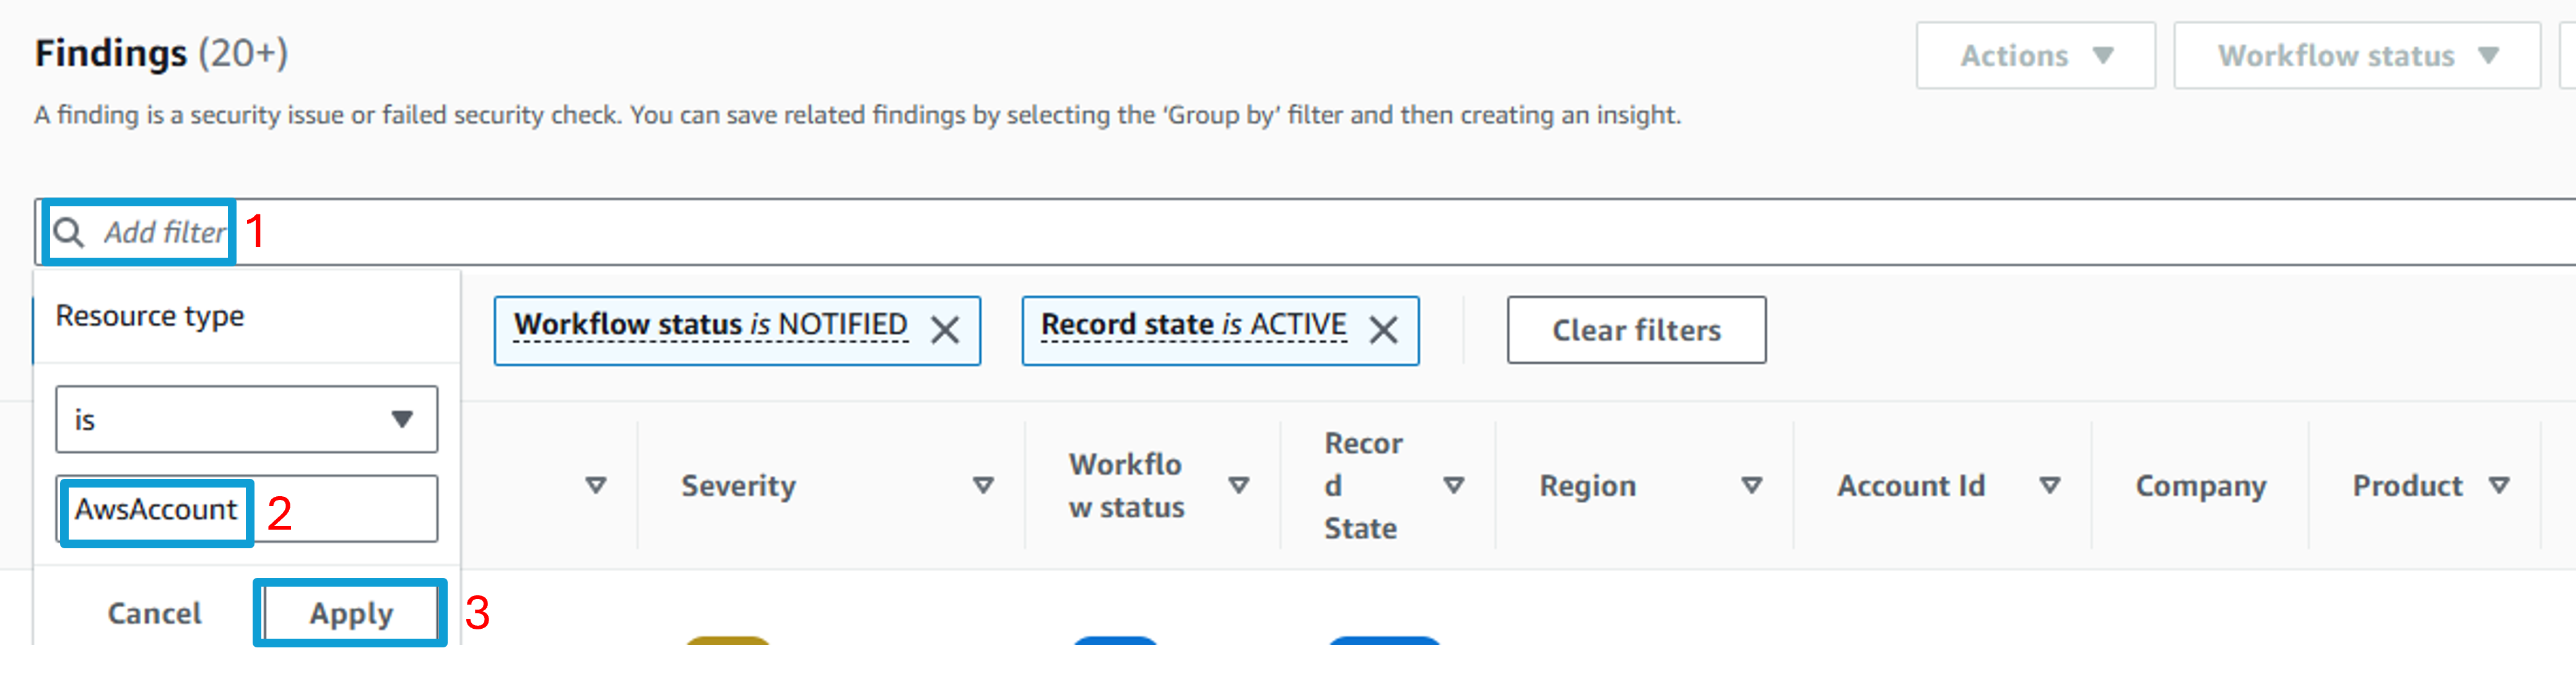 Findings (20+)
Actions
Workflow status
A finding is a security issue or failed security check. You can save related findings by selecting the ‘Group by’ filter and then creating an insight.
Add filter
1
Resource type
is
AwsAccount
2
Cancel
Apply
3
Workflow status is NOTIFIED
Record state is ACTIVE
Clear filters
Severity
Workflo
w status
Recor
d
State
Region
Account Id
Company
Product